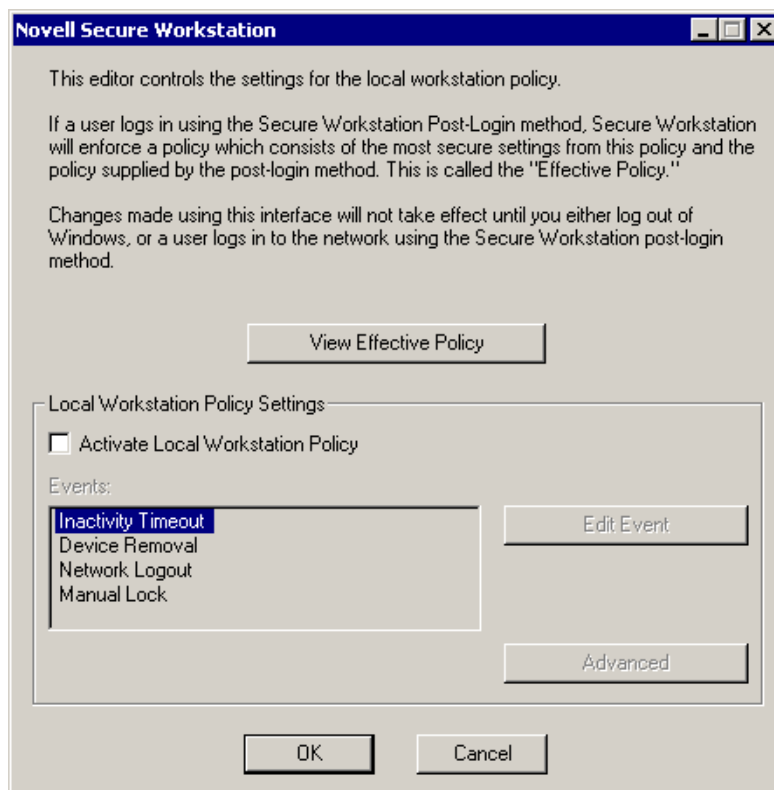 Novell Secure Workstation
This editor controls the settings for the local workstation policy.
If a user logs in using the Secure Workstation Post-Login method, Secure Workstation
will enforce a policy which consists of the most secure settings from this policy and the
policy supplied by the post-login method. This is called the "Effective Policy."
Changes made using this interface will not take effect until you either log out of
Windows, or a user logs in to the network using the Secure Workstation post-login
method.
View Effective Policy
Local Workstation Policy Settings
Activate Local Workstation Policy
Events:
Inactivity Timeout
Device Removal
Network Logout
Manual Lock
Edit Event
Advanced
OK
Cancel